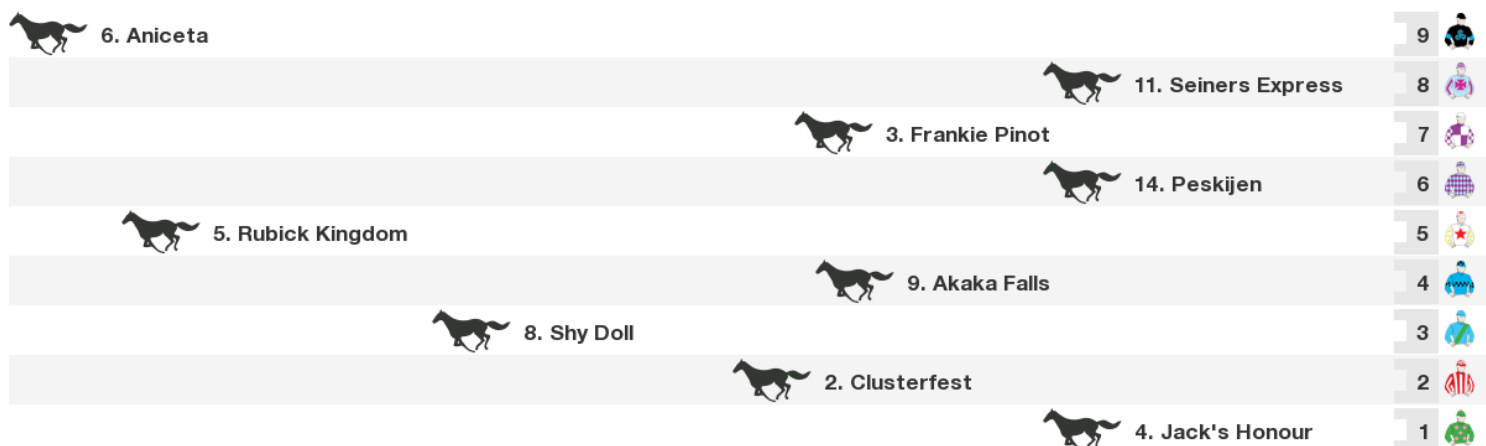 6. Aniceta 9
11. Seiners Express 8
3. Frankie Pinot 7
14. Peskijen 6
5. Rubick Kingdom 5
9. Akaka Falls 4
8. Shy Doll 3
2. Clusterfest 2
4. Jack's Honour 1